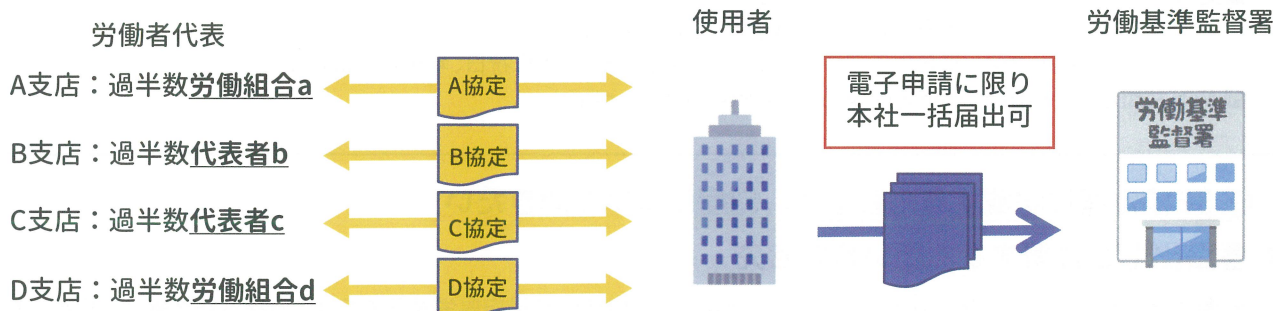 労働者代表
使用者
労働基準監督署
A支店：過半数労働組合a
A協定
B支店：過半数代表者b
B協定
C支店：過半数代表者c
C協定
D支店：過半数労働組合d
D協定
電子申請に限り
本社一括届出可
労働基準
監督署